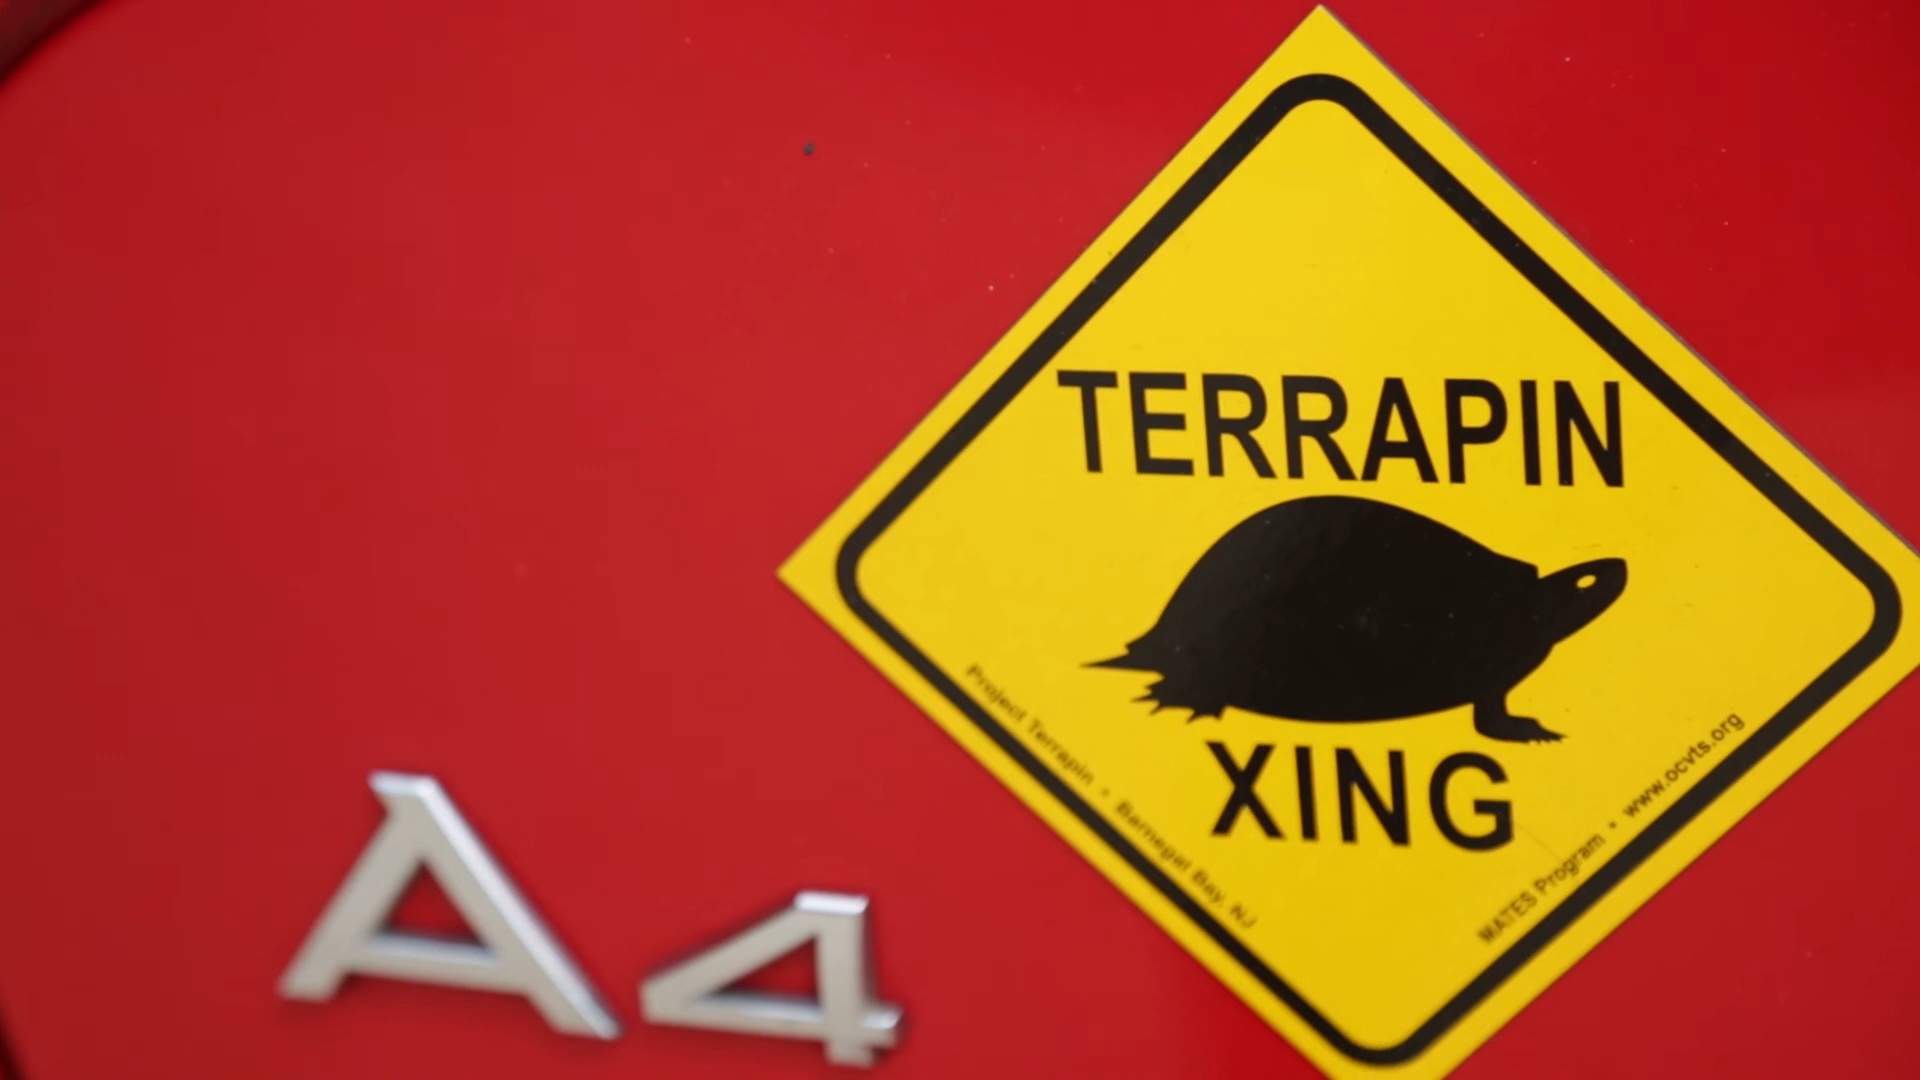 TERRAPIN
XING
Project Terrapin • Barnegat Bay, NJ
MATES Program • www.ocvts.org
A4